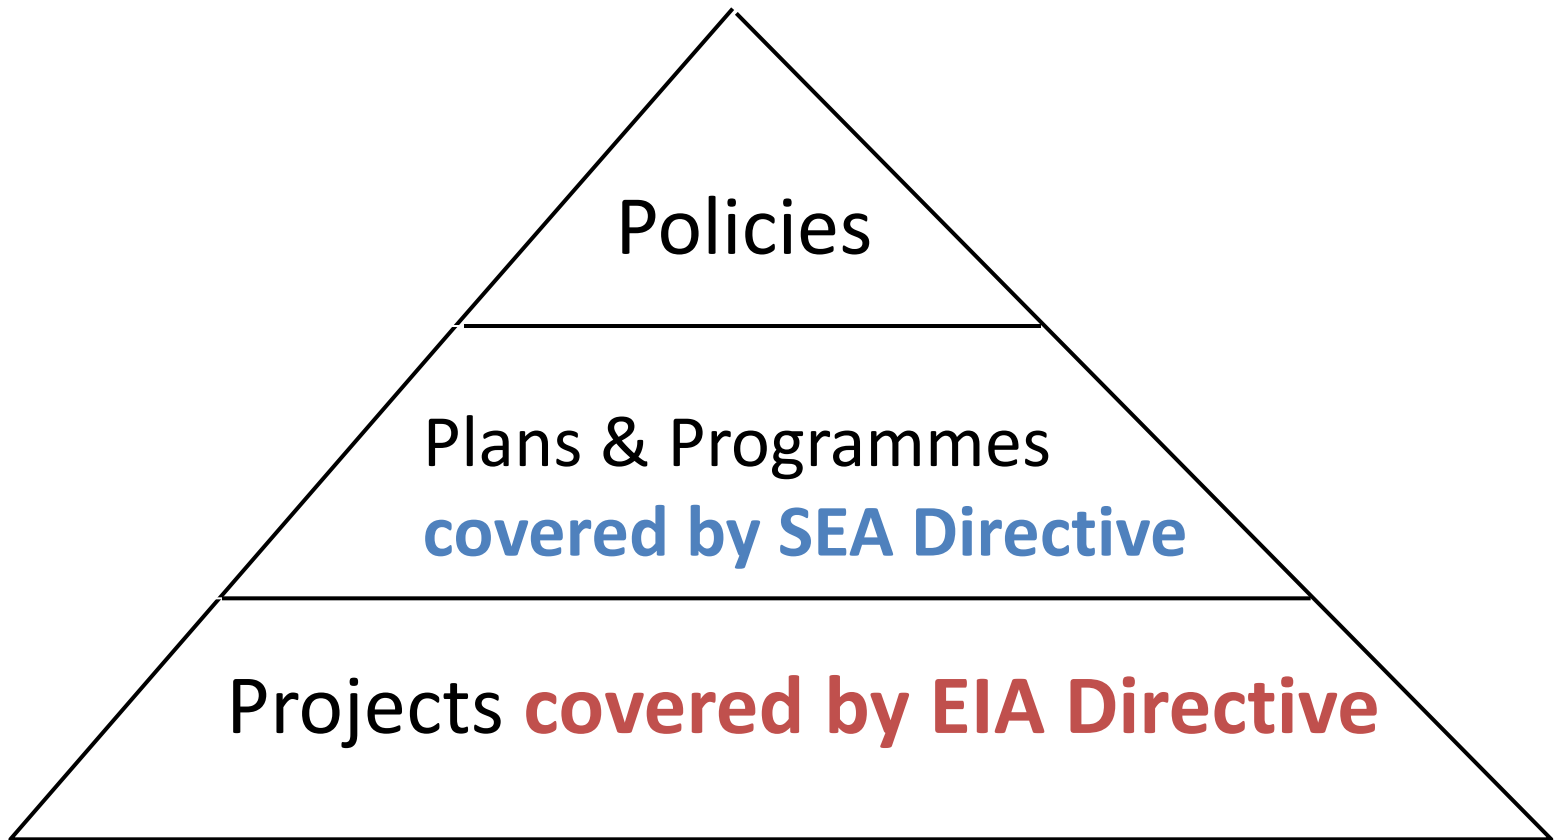 Policies
Plans & Programmes
covered by SEA Directive
Projects covered by EIA Directive